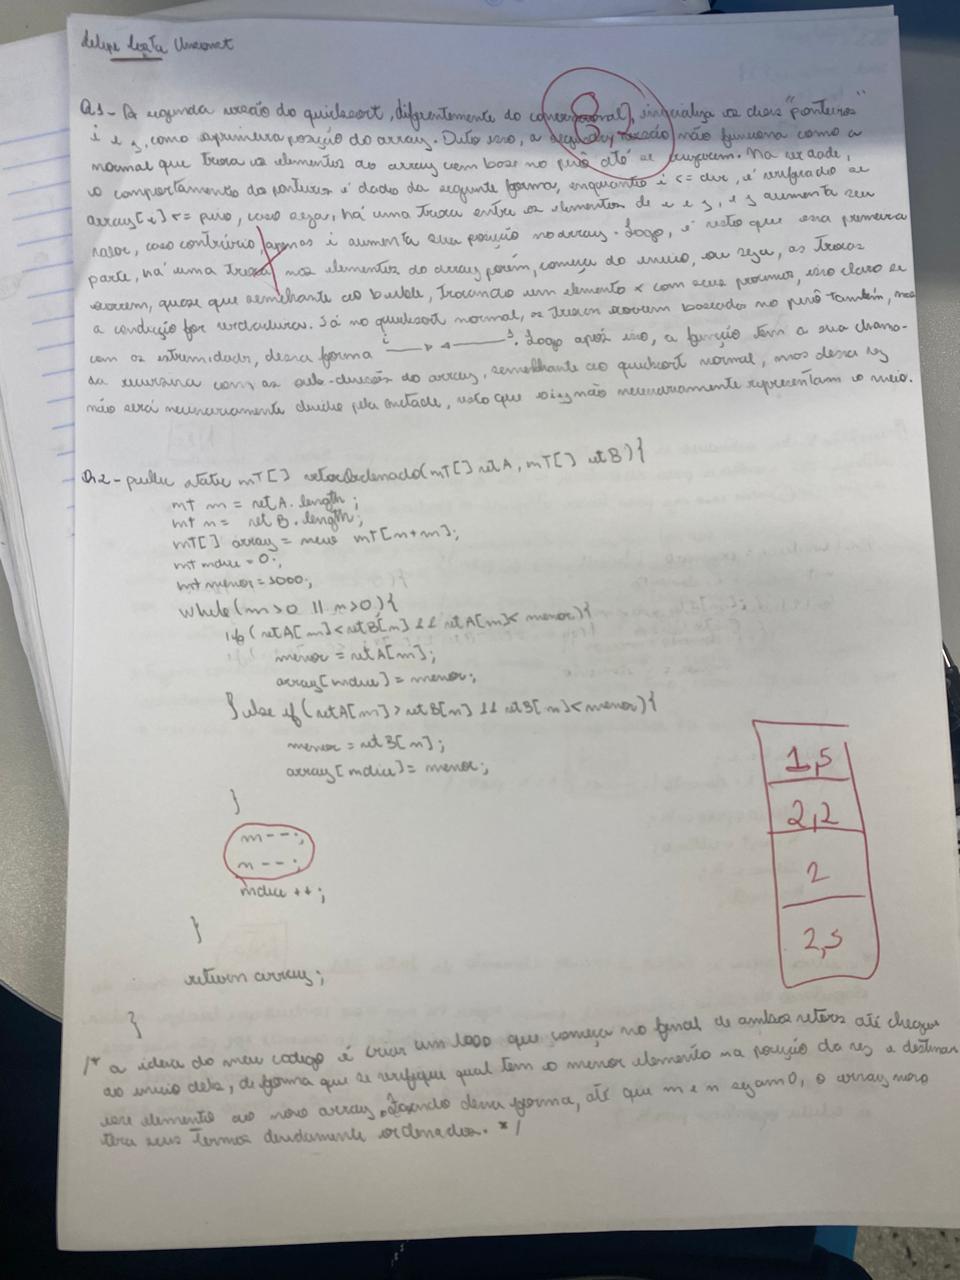 Felipe Costa Unsonst
8,2
Q1- A segunda versão do quicksort, diferentemente do convencional, inicializa os dois "ponteiros"
i e j, como a primeira posição do array. Dito isso, a segunda versão não funciona como a
normal que troca os elementos do array com base no pivô até se cruzarem. Na verdade,
o comportamento do ponteiro é dado da seguinte forma, enquanto i <= dir, é verificado se
array[i] <= pivo, caso seja, há uma troca entre os elementos de i e j, e j aumenta seu
valor, caso contrário, apenas i aumenta sua posição no array. Logo, é visto que essa primeira
parte, há uma troca nos elementos do array porém, começa do início, ou seja, as trocas
ocorrem, quase que semelhante ao bubble, trocando um elemento x com seus próximos, isso claro se
a condição for verdadeira. Já no quicksort normal, as trocas ocorrem baseadas no pivô também, mas
com as extremidades, dessa forma i j. Logo após isso, a função tem a sua chama-
da recursiva com as sub-divisões do array, semelhante ao quicksort normal, mas dessa vez
não será necessariamente dividido pela metade, visto que i e j não necessariamente representam o meio.
Q2- public static int[] vetorOrdenado(int[] vetA, int[] vetB){
int m = vetA.length;
int n = vetB.length;
int[] array = new int[n+m];
int indice = 0;
int menor = 1000;
while(m>0 || n>0){
if(vetA[m]<vetB[n] && vetA[m]< menor){
menor = vetA[m];
array[indice] = menor;
}else if(vetA[m]>vetB[n] && vetB[n]<menor){
menor = vetB[n];
array[indice]= menor;
}
m--;
n--;
indice ++;
}
return array;
}
1,5
2,2
2
2,5
/* a ideia do meu codigo é criar um laço que começa no final de ambos vetores até chegar
ao inicio dele, de forma que se verifique qual tem o menor elemento na posição da vez e destinar
esse elemento ao novo array, fazendo dessa forma, até que m e n sejam 0, o array novo
terá seus termos devidamente ordenados. */